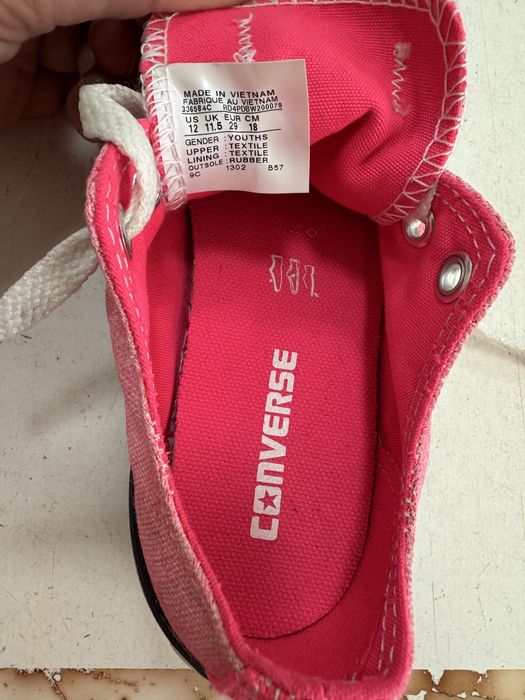 MADE IN VIETNAM
FABRIQUE AU VIETNAM
336584C RD4PDBW200079
US UK EUR CM
12 11.5 29 18
GENDER : YOUTHS
UPPER : TEXTILE
LINING : TEXTILE
OUTSOLE : RUBBER
9C 1302 B57
CONVERSE